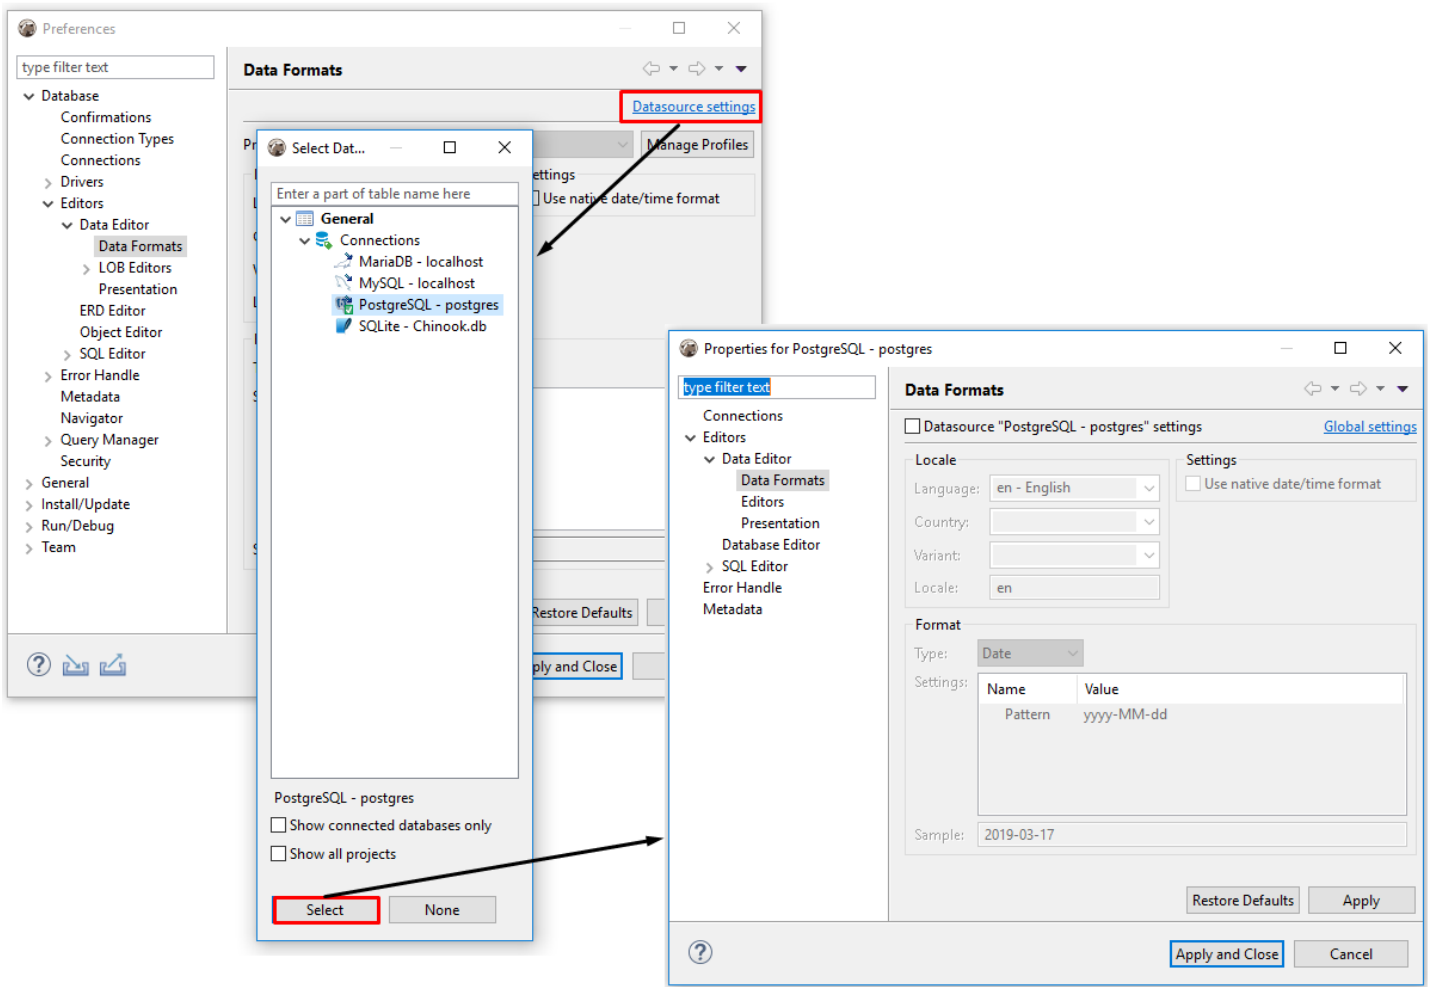 Preferences
type filter text
Database
Confirmations
Connection Types
Connections
Drivers
Editors
Data Editor
Data Formats
LOB Editors
Presentation
ERD Editor
Object Editor
SQL Editor
Error Handle
Metadata
Navigator
Query Manager
Security
General
Install/Update
Run/Debug
Team
Data Formats
Datasource settings
Manage Profiles
ettings
Use native date/time format
Restore Defaults
ply and Close
Select Dat...
Enter a part of table name here
General
Connections
MariaDB - localhost
MySQL - localhost
PostgreSQL - postgres
SQLite - Chinook.db
PostgreSQL - postgres
Show connected databases only
Show all projects
Select
None
Properties for PostgreSQL - postgres
type filter text
Connections
Editors
Data Editor
Data Formats
Editors
Presentation
Database Editor
SQL Editor
Error Handle
Metadata
Data Formats
Datasource "PostgreSQL - postgres" settings
Global settings
Locale
Language: en - English
Country:
Variant:
Locale: en
Settings
Use native date/time format
Format
Type: Date
Settings:
Name Value
Pattern yyyy-MM-dd
Sample: 2019-03-17
Restore Defaults
Apply
Apply and Close
Cancel